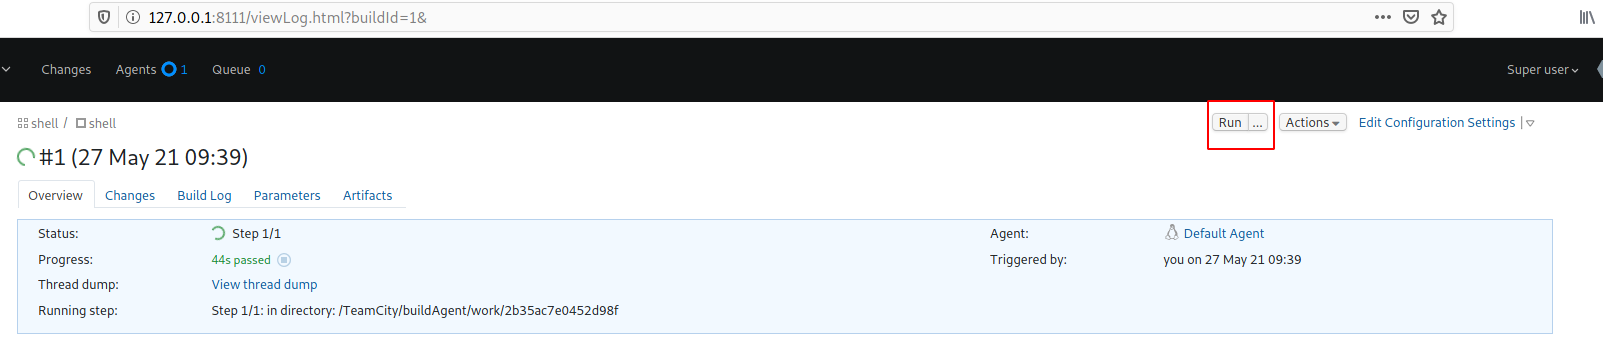 127.0.0.1:8111/viewLog.html?buildId=1&
Changes Agents 1 Queue 0 Super user
shell / shell Run ... Actions Edit Configuration Settings |
#1 (27 May 21 09:39)
Overview Changes Build Log Parameters Artifacts
Status: Step 1/1 Agent: Default Agent
Progress: 44s passed Triggered by: you on 27 May 21 09:39
Thread dump: View thread dump
Running step: Step 1/1: in directory: /TeamCity/buildAgent/work/2b35ac7e0452d98f